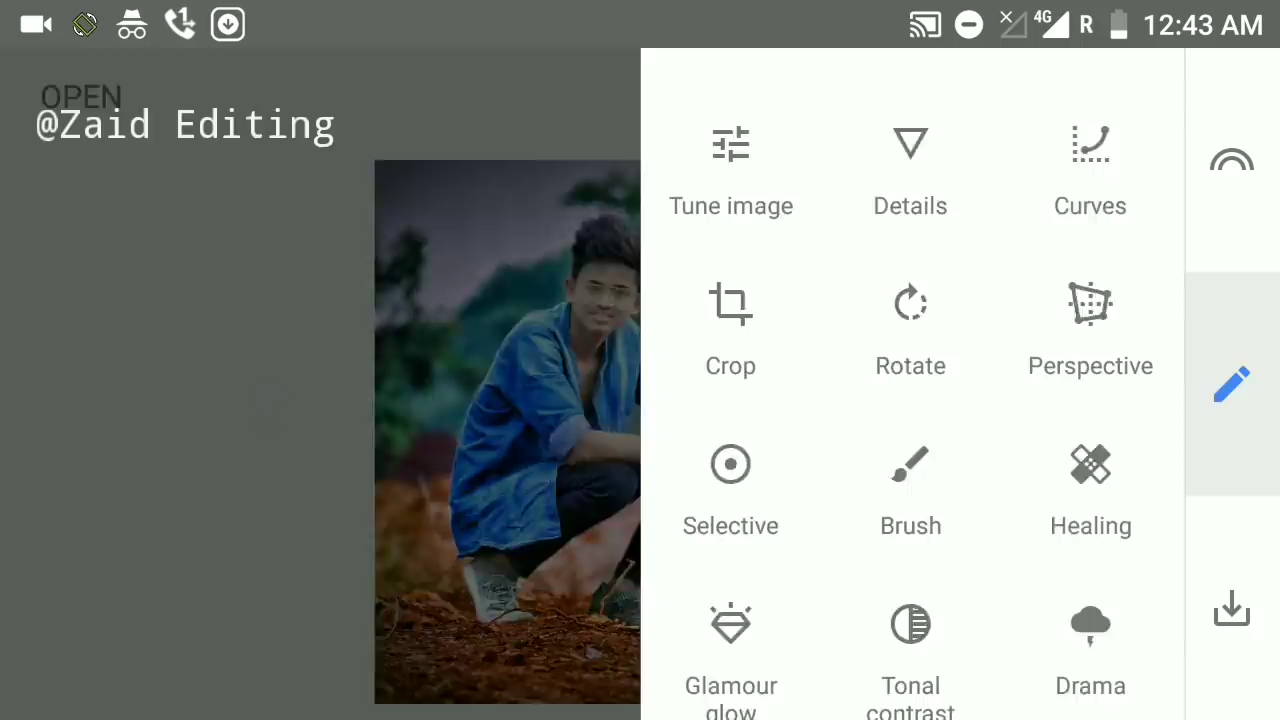 4G R 12:43 AM
OPEN
@Zaid Editing
Tune image
Details
Curves
Crop
Rotate
Perspective
Selective
Brush
Healing
Glamour
glow
Tonal
contrast
Drama